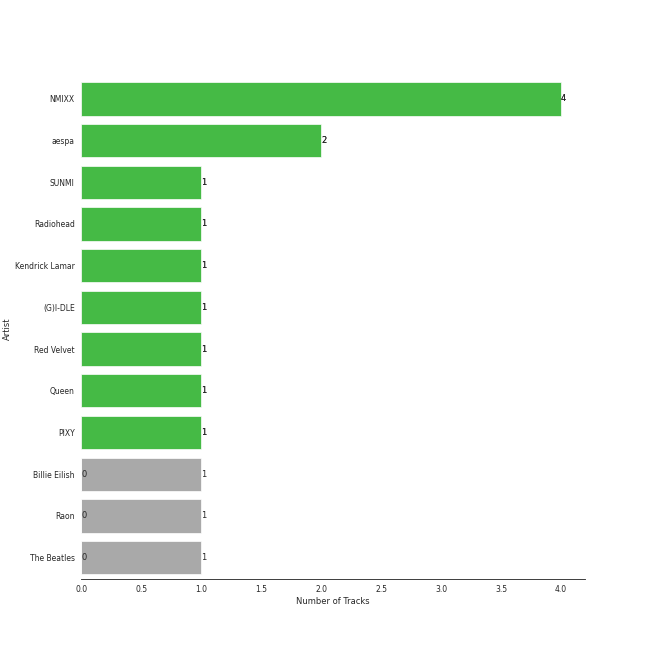 NMIXX 4
aespa 2
SUNMI 1
Radiohead 1
Kendrick Lamar 1
(G)I-DLE 1
Red Velvet 1
Queen 1
PIXY 1
Billie Eilish 0 1
Raon 0 1
The Beatles 0 1
Artist
0.0 0.5 1.0 1.5 2.0 2.5 3.0 3.5 4.0
Number of Tracks